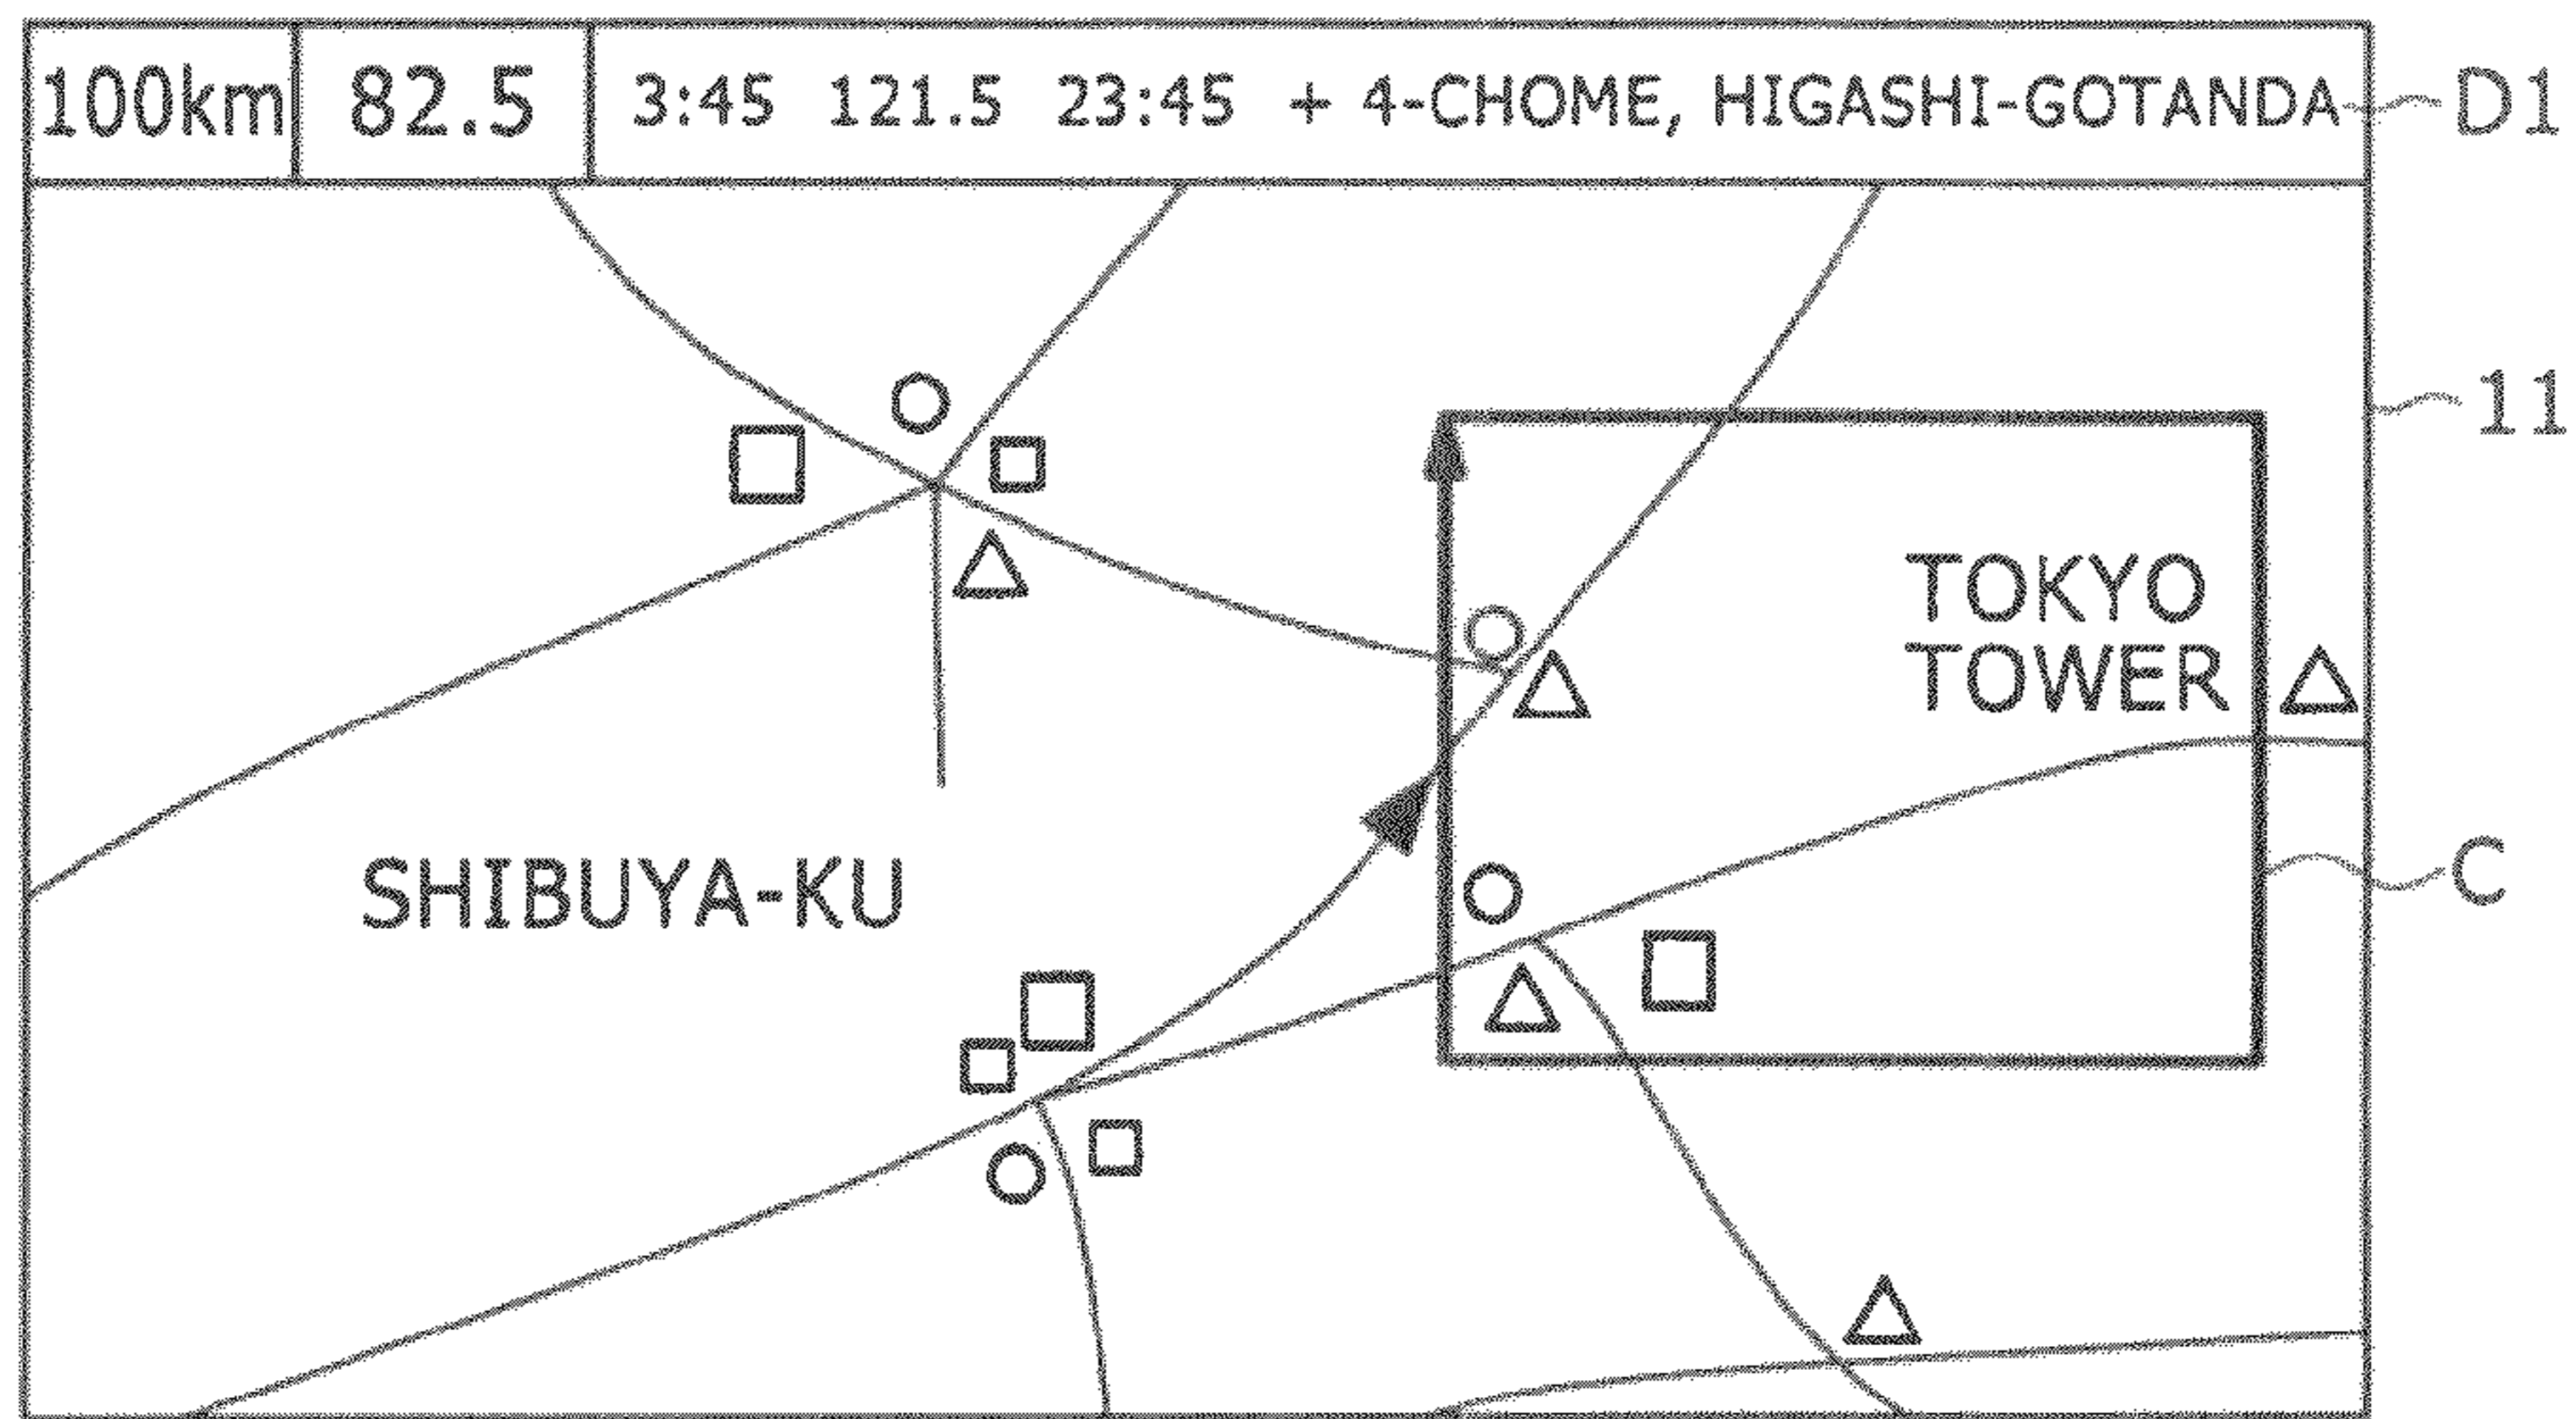 100km 82.5 3:45 121.5 23:45 + 4-CHOME, HIGASHI-GOTANDA D1
11
TOKYO
TOWER
SHIBUYA-KU
C